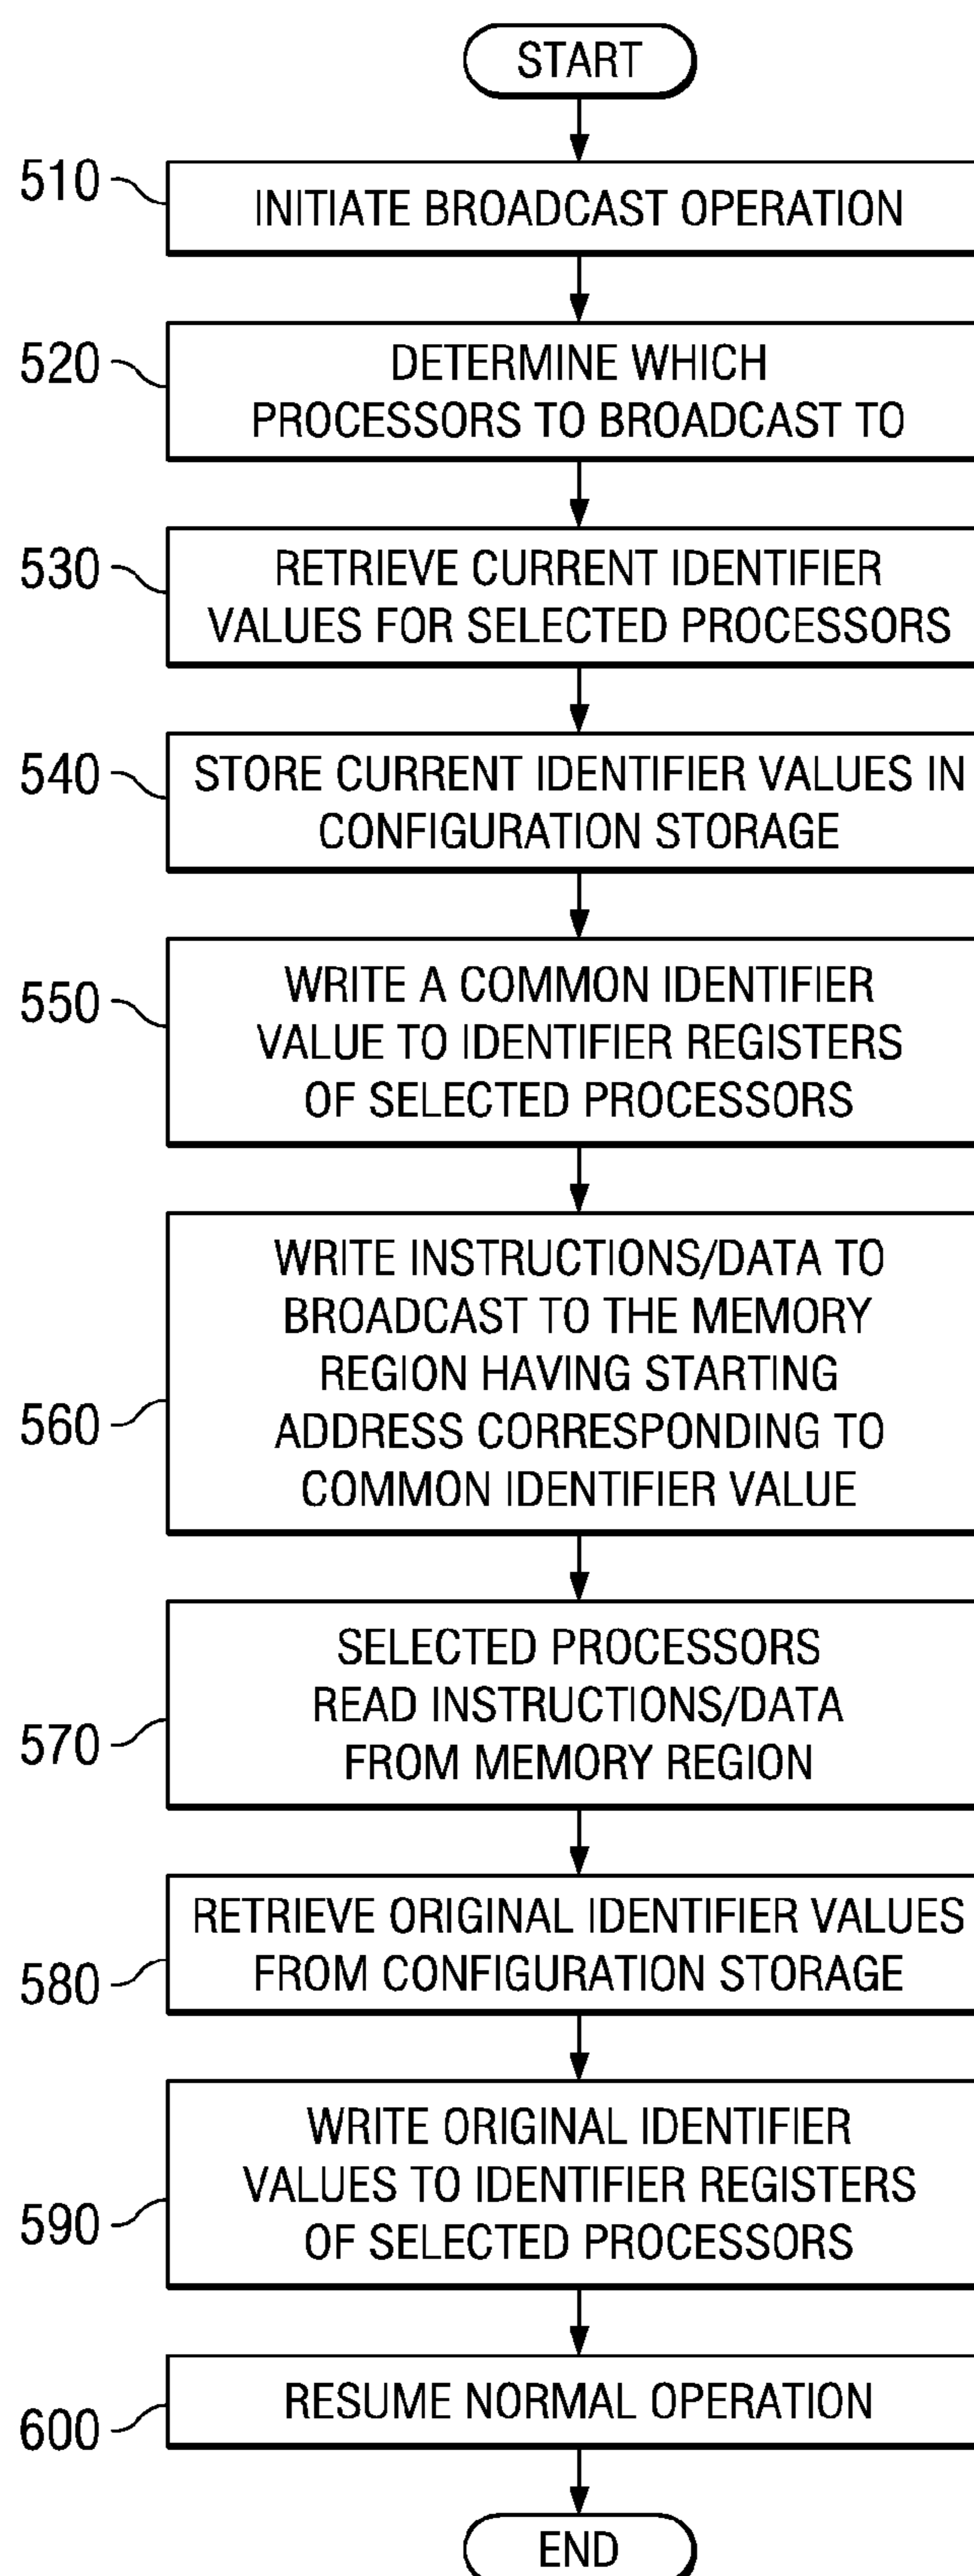 START
510
INITIATE BROADCAST OPERATION
520
DETERMINE WHICH
PROCESSORS TO BROADCAST TO
530
RETRIEVE CURRENT IDENTIFIER
VALUES FOR SELECTED PROCESSORS
540
STORE CURRENT IDENTIFIER VALUES IN
CONFIGURATION STORAGE
550
WRITE A COMMON IDENTIFIER
VALUE TO IDENTIFIER REGISTERS
OF SELECTED PROCESSORS
560
WRITE INSTRUCTIONS/DATA TO
BROADCAST TO THE MEMORY
REGION HAVING STARTING
ADDRESS CORRESPONDING TO
COMMON IDENTIFIER VALUE
570
SELECTED PROCESSORS
READ INSTRUCTIONS/DATA
FROM MEMORY REGION
580
RETRIEVE ORIGINAL IDENTIFIER VALUES
FROM CONFIGURATION STORAGE
590
WRITE ORIGINAL IDENTIFIER
VALUES TO IDENTIFIER REGISTERS
OF SELECTED PROCESSORS
600
RESUME NORMAL OPERATION
END